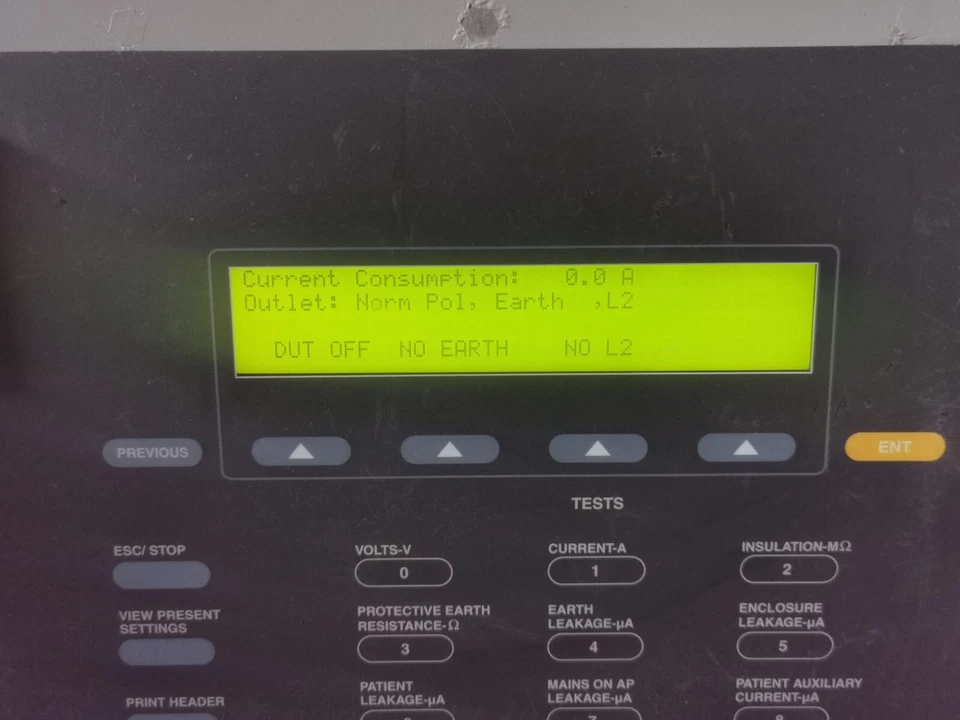 Current Consumption: 0.0 A
Outlet: Norm Pol, Earth ,L2
DUT OFF NO EARTH NO L2
PREVIOUS
ENT
TESTS
ESC/ STOP
VOLTS-V
CURRENT-A
INSULATION-MΩ
0
1
2
VIEW PRESENT
SETTINGS
PROTECTIVE EARTH
RESISTANCE-Ω
EARTH
LEAKAGE-µA
ENCLOSURE
LEAKAGE-µA
3
4
5
PRINT HEADER
PATIENT
LEAKAGE-µA
MAINS ON AP
LEAKAGE-µA
PATIENT AUXILIARY
CURRENT-µA